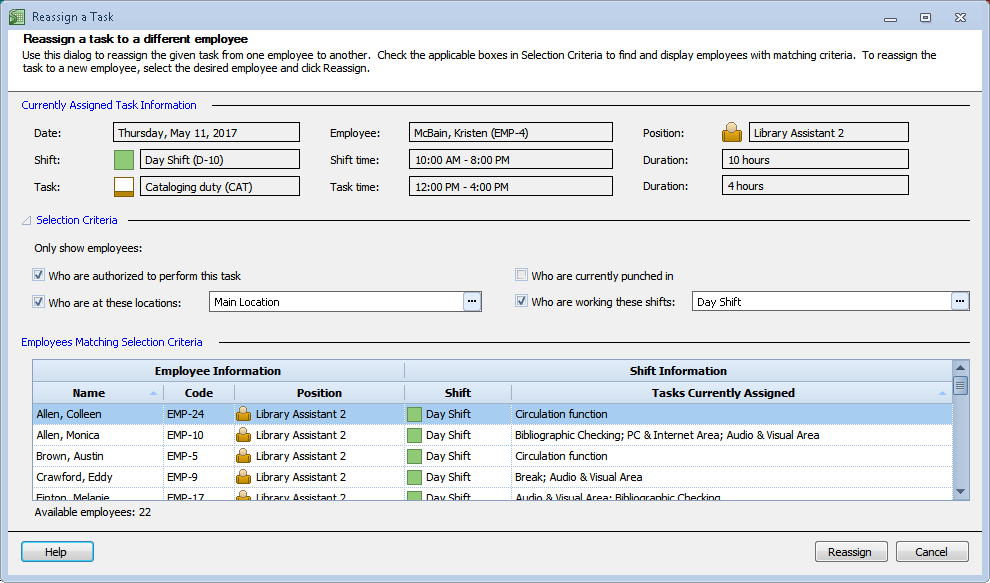 Reassign a Task
Reassign a task to a different employee
Use this dialog to reassign the given task from one employee to another. Check the applicable boxes in Selection Criteria to find and display employees with matching criteria. To reassign the
task to a new employee, select the desired employee and click Reassign.
Currently Assigned Task Information
Date: Thursday, May 11, 2017 Employee: McBain, Kristen (EMP-4) Position: Library Assistant 2
Shift: Day Shift (D-10) Shift time: 10:00 AM - 8:00 PM Duration: 10 hours
Task: Cataloging duty (CAT) Task time: 12:00 PM - 4:00 PM Duration: 4 hours
Selection Criteria
Only show employees:
Who are authorized to perform this task Who are currently punched in
Who are at these locations: Main Location ... Who are working these shifts: Day Shift ...
Employees Matching Selection Criteria
Employee Information Shift Information
Name Code Position Shift Tasks Currently Assigned
Allen, Colleen EMP-24 Library Assistant 2 Day Shift Circulation function
Allen, Monica EMP-10 Library Assistant 2 Day Shift Bibliographic Checking; PC & Internet Area; Audio & Visual Area
Brown, Austin EMP-5 Library Assistant 2 Day Shift Circulation function
Crawford, Eddy EMP-9 Library Assistant 2 Day Shift Break; Audio & Visual Area
Finton, Melanie EMP-17 Library Assistant 2 Day Shift Audio & Visual Area; Bibliographic Checking
Available employees: 22
Help Reassign Cancel